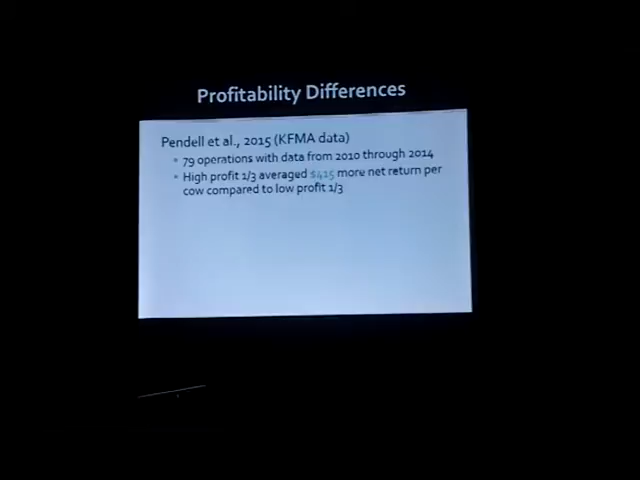 Profitability Differences
Pendell et al., 2015 (KFMA data)
79 operations with data from 2010 through 2014
High profit 1/3 averaged $415 more net return per
cow compared to low profit 1/3